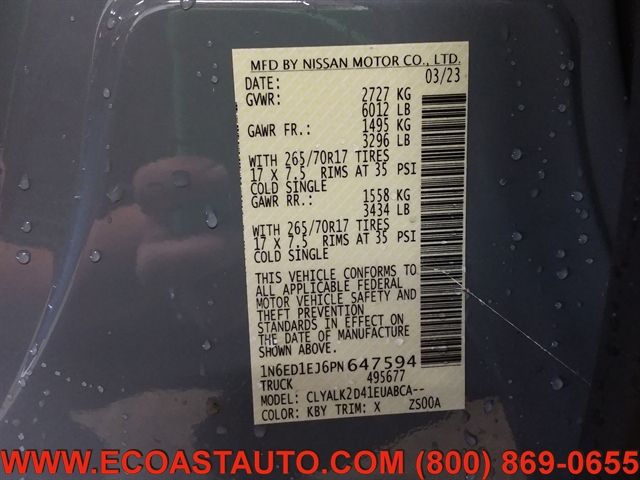 MFD BY NISSAN MOTOR CO., LTD.
DATE: 03/23
GVWR: 2727 KG
6012 LB
GAWR FR.: 1495 KG
3296 LB
WITH 265/70R17 TIRES
17 X 7.5 RIMS AT 35 PSI
COLD SINGLE
GAWR RR.: 1558 KG
3434 LB
WITH 265/70R17 TIRES
17 X 7.5 RIMS AT 35 PSI
COLD SINGLE
THIS VEHICLE CONFORMS TO
ALL APPLICABLE FEDERAL
MOTOR VEHICLE SAFETY AND
THEFT PREVENTION
STANDARDS IN EFFECT ON
THE DATE OF MANUFACTURE
SHOWN ABOVE.
1N6ED1EJ6PN647594
TRUCK 495677
MODEL: CLYALK2D41EUABCA--
COLOR: KBY TRIM: X ZS00A
WWW.ECOASTAUTO.COM (800) 869-0655